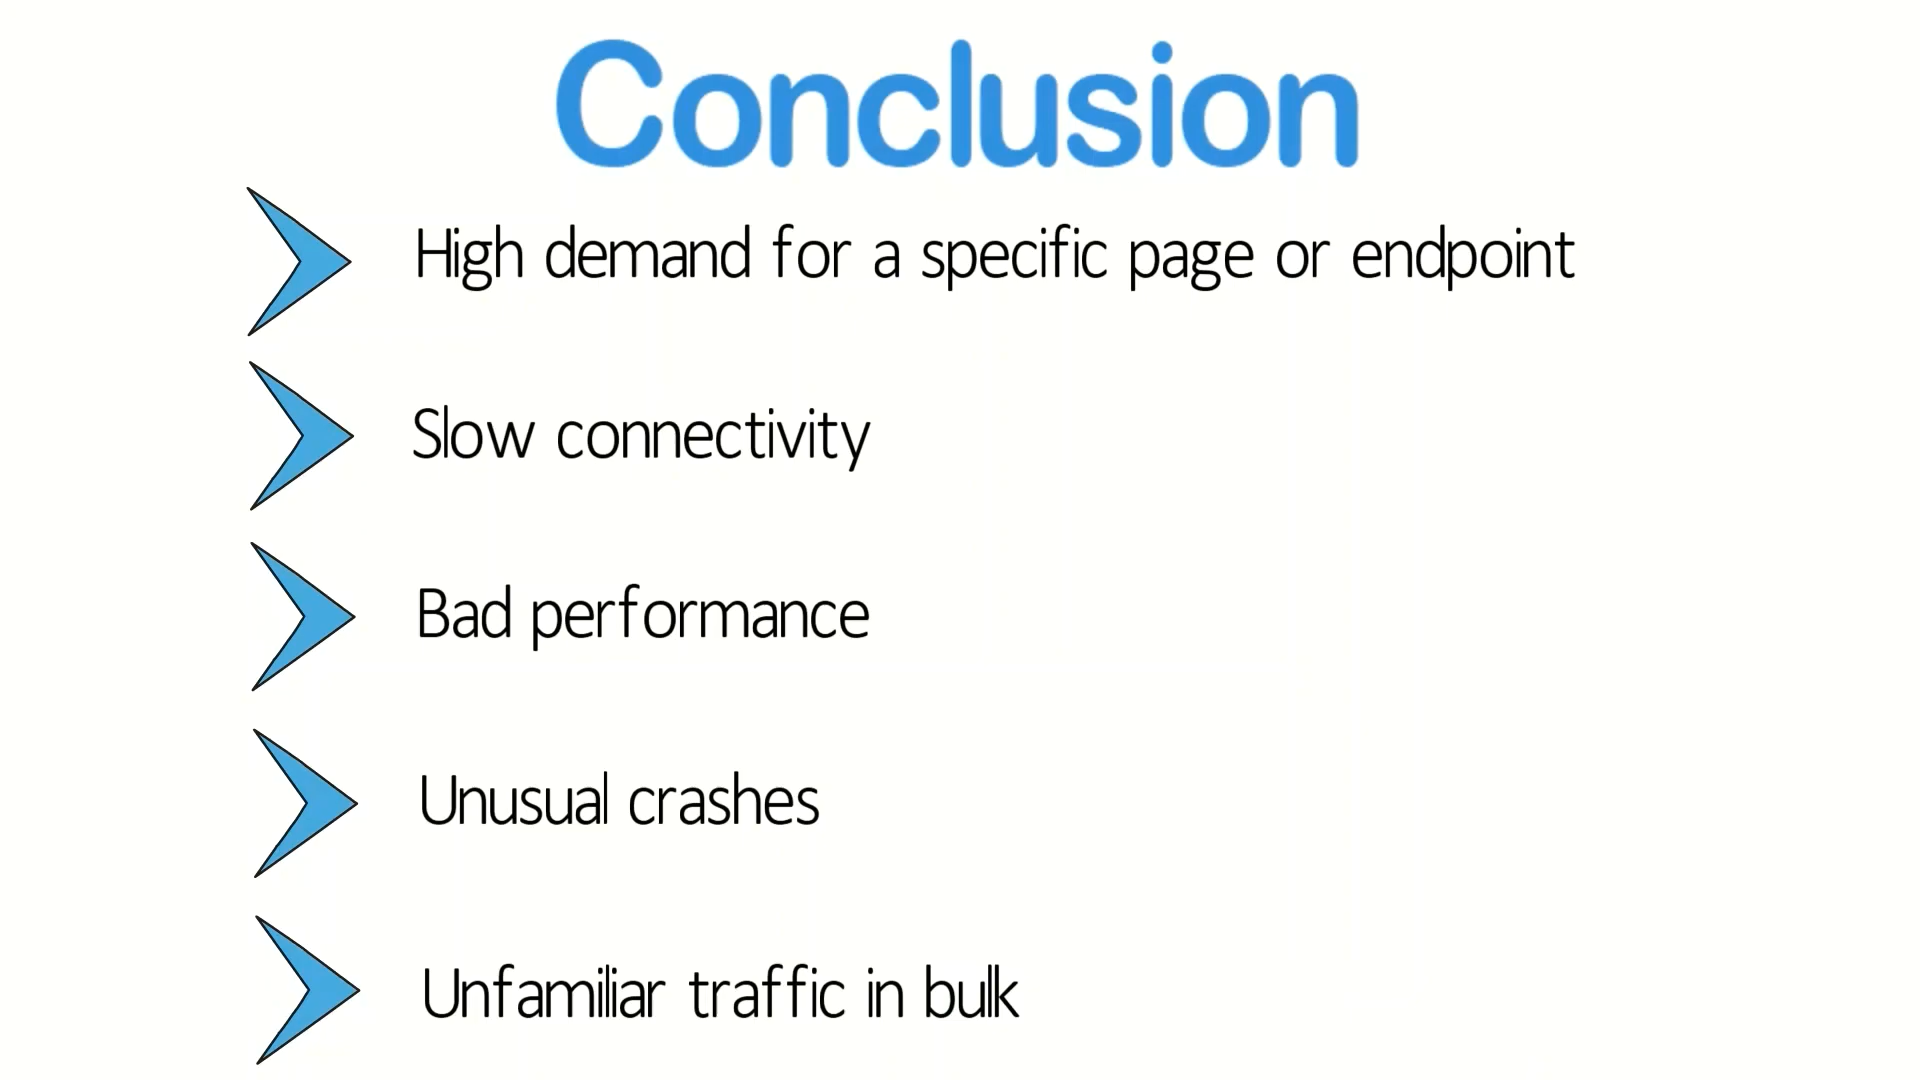 Conclusion
High demand for a specific page or endpoint
Slow connectivity
Bad performance
Unusual crashes
Unfamiliar traffic in bulk